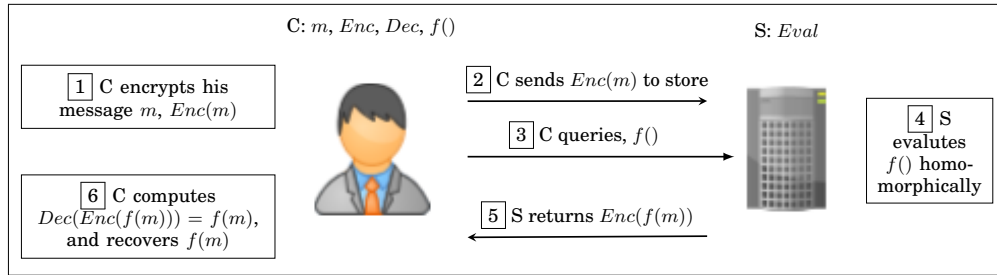 C: m, Enc, Dec, f()
S: Eval
1 C encrypts his
message m, Enc(m)
2 C sends Enc(m) to store
3 C queries, f()
4 S
evalutes
f() homo-
morphically
5 S returns Enc(f(m))
6 C computes
Dec(Enc(f(m))) = f(m),
and recovers f(m)